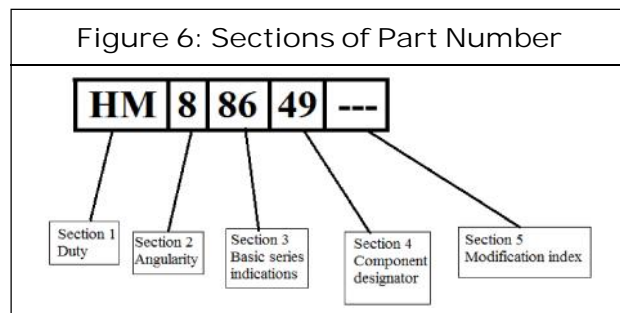 Figure 6: Sections of Part Number
HM 8 86 49 ---
Section 1
Duty
Section 2
Angularity
Section 3
Basic series
indications
Section 4
Component
designator
Section 5
Modification index